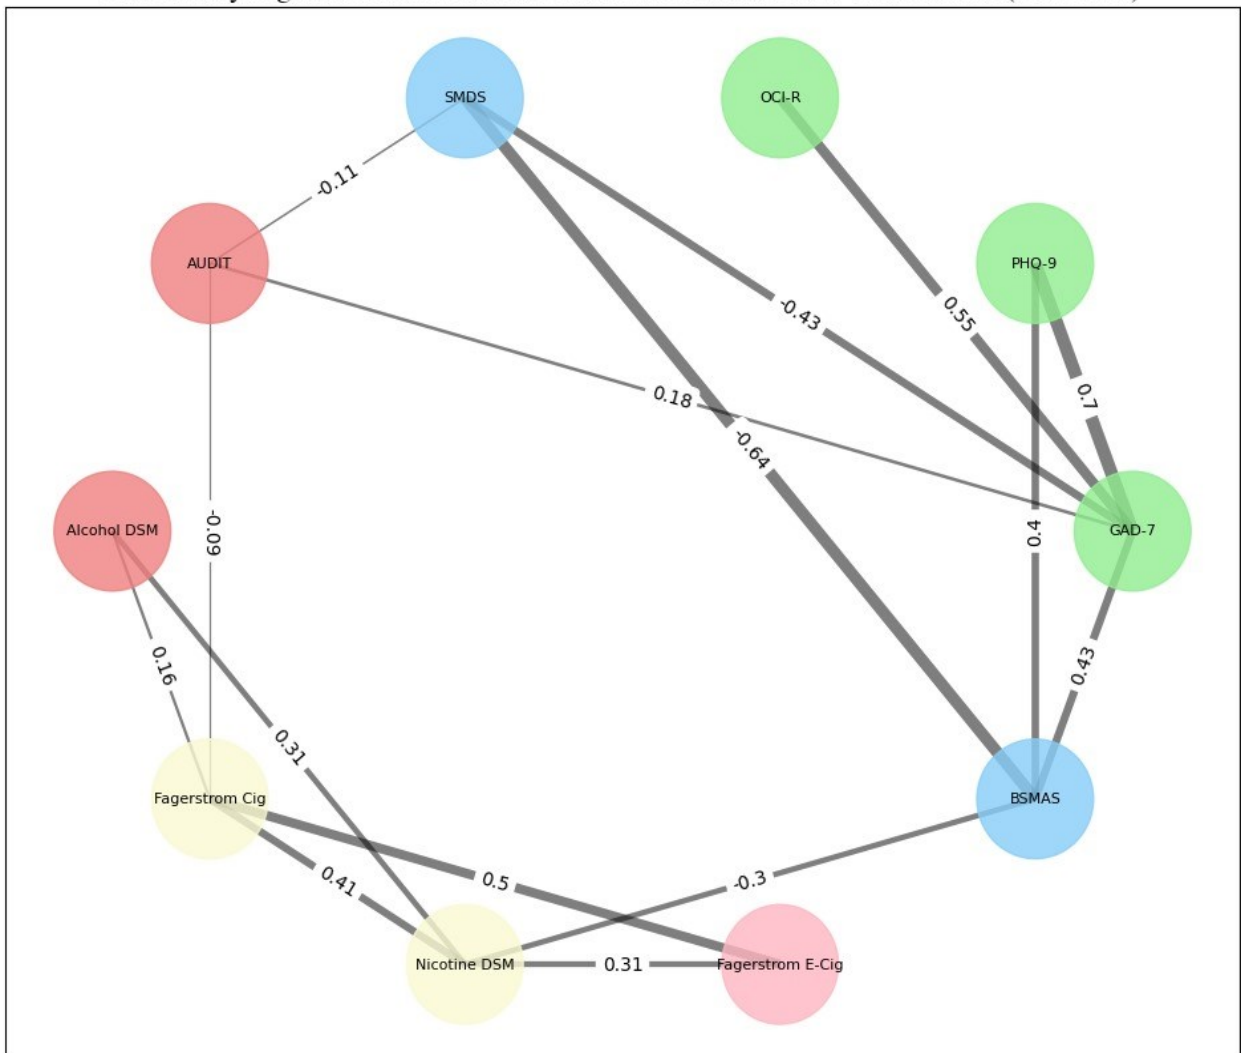 SMDS
OCI-R
-0.11
AUDIT
PHQ-9
-0.43
0.55
0.18
0.7
-0.64
Alcohol DSM
-0.09
0.4
GAD-7
0.16
0.43
0.31
Fagerstrom Cig
BSMAS
0.41
0.5
-0.3
Nicotine DSM
0.31
Fagerstrom E-Cig